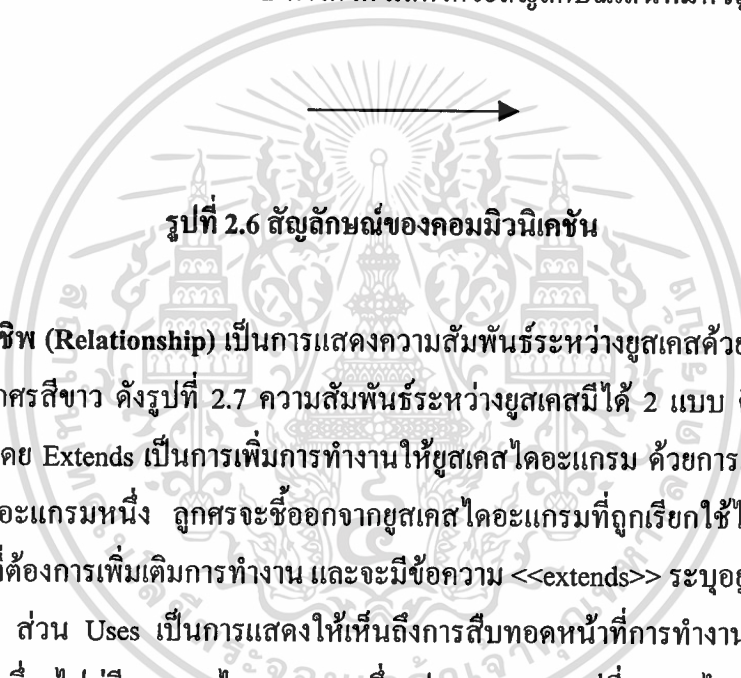 รูปที่ 2.6 สัญลักษณ์ของคอมมิวนิเคชัน
ชิพ (Relationship) เป็นการแสดงความสัมพันธ์ระหว่างยูสเคสด้วย
กศรสีขาว ดังรูปที่ 2.7 ความสัมพันธ์ระหว่างยูสเคสมีได้ 2 แบบ
ดย Extends เป็นการเพิ่มการทำงานให้ยูสเคสไดอะแกรม ด้วยการ
อะแกรมหนึ่ง ลูกศรจะชี้ออกจากยูสเคสไดอะแกรมที่ถูกเรียกใช้ไ
ที่ต้องการเพิ่มเติมการทำงาน และจะมีข้อความ <<extends>> ระบุอยู
ส่วน Uses เป็นการแสดงให้เห็นถึงการสืบทอดหน้าที่การทำงาน